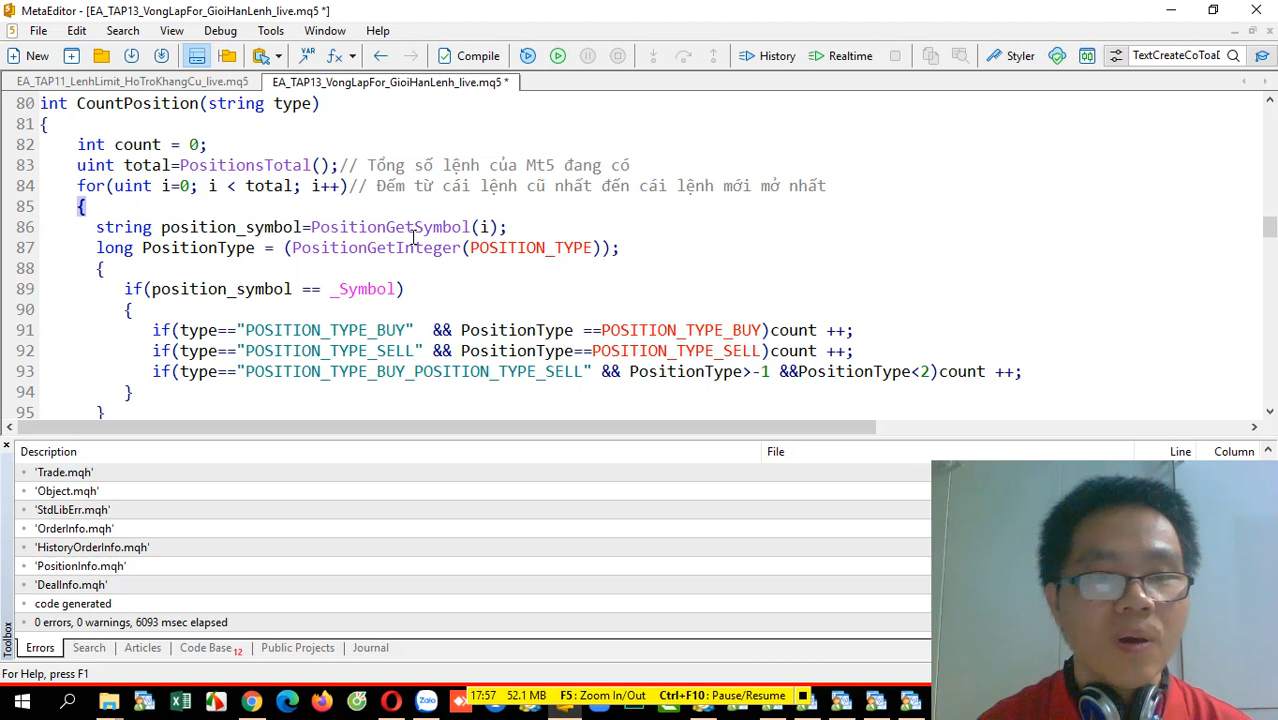 MetaEditor - [EA_TAP13_VongLapFor_GioiHanLenh_live.mq5 *]
File Edit Search View Debug Tools Window Help
New VAR fx Compile History Realtime Styler TextCreateCoToaD
EA_TAP11_LenhLimit_HoTroKhangCu_live.mq5 EA_TAP13_VongLapFor_GioiHanLenh_live.mq5 *
80 int CountPosition(string type)
81 {
82 int count = 0;
83 uint total=PositionsTotal();// Tổng số lệnh của Mt5 đang có
84 for(uint i=0; i < total; i++)// Đếm từ cái lệnh cũ nhất đến cái lệnh mới mở nhất
85 {
86 string position_symbol=PositionGetSymbol(i);
87 long PositionType = (PositionGetInteger(POSITION_TYPE));
88 {
89 if(position_symbol == _Symbol)
90 {
91 if(type=="POSITION_TYPE_BUY" && PositionType ==POSITION_TYPE_BUY)count ++;
92 if(type=="POSITION_TYPE_SELL" && PositionType==POSITION_TYPE_SELL)count ++;
93 if(type=="POSITION_TYPE_BUY_POSITION_TYPE_SELL" && PositionType>-1 &&PositionType<2)count ++;
94 }
95 }
Description File Line Column
'Trade.mqh'
'Object.mqh'
'StdLibErr.mqh'
'OrderInfo.mqh'
'HistoryOrderInfo.mqh'
'PositionInfo.mqh'
'DealInfo.mqh'
code generated
0 errors, 0 warnings, 6093 msec elapsed
Toolbox
Errors Search Articles Code Base 12 Public Projects Journal
For Help, press F1
17:57 52.1 MB F5: Zoom In/Out Ctrl+F10: Pause/Resume
Zalo